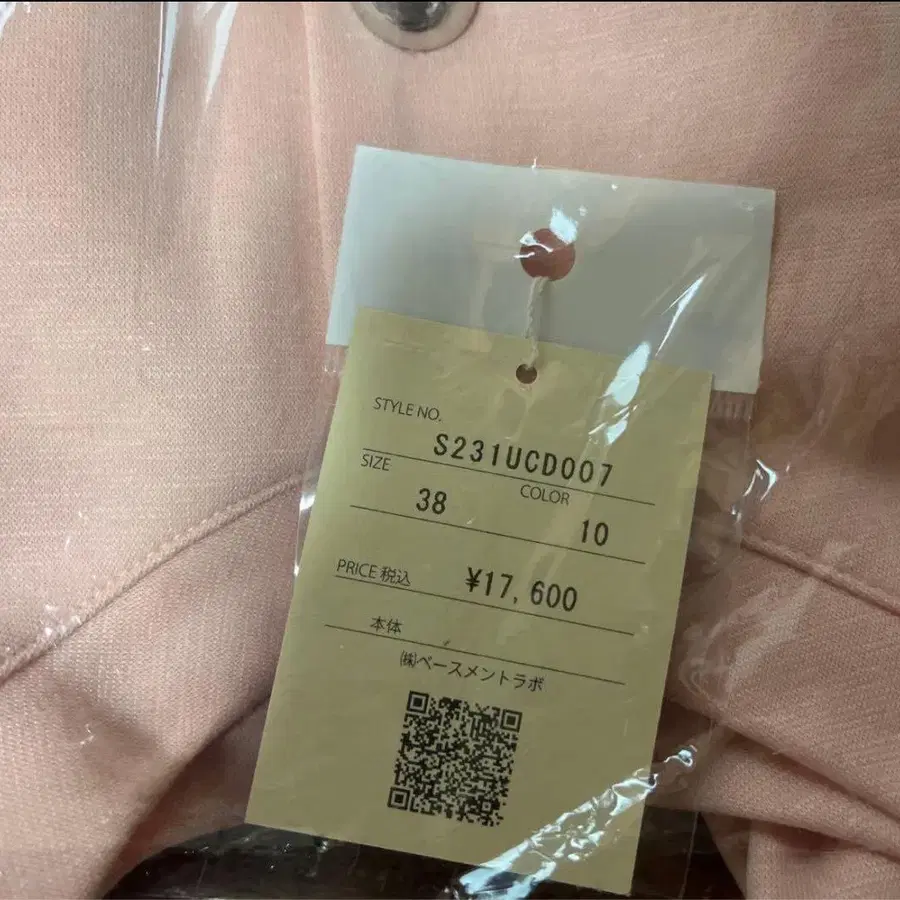 STYLE NO.
S231UCD007
SIZE COLOR
38 10
PRICE 税込 ¥17,600
本体
㈱ベースメントラボ